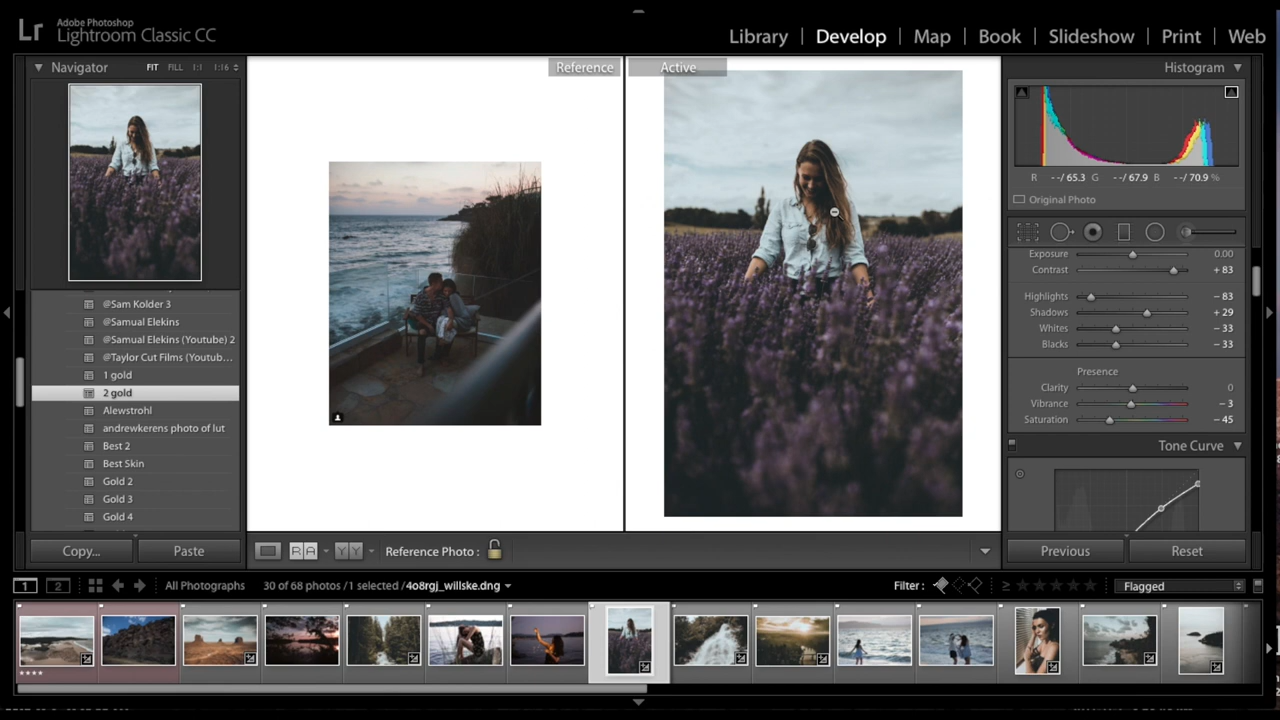 Lr Adobe Photoshop
Lightroom Classic CC
Library | Develop | Map | Book | Slideshow | Print | Web
Navigator FIT FILL 1:1 1:16
@Sam Kolder 3
@Samual Elekins
@Samual Elekins (Youtube) 2
@Taylor Cut Films (Youtub...
1 gold
2 gold
Alewstrohl
andrewkerens photo of lut
Best 2
Best Skin
Gold 2
Gold 3
Gold 4
Copy... Paste
Reference Active
Histogram
R --/ 65.3 G --/ 67.9 B --/ 70.9 %
Original Photo
Exposure 0.00
Contrast + 83
Highlights − 83
Shadows + 29
Whites − 33
Blacks − 33
Presence
Clarity 0
Vibrance − 3
Saturation − 45
Tone Curve
Previous Reset
R A Y Y Reference Photo :
1 2 All Photographs 30 of 68 photos /1 selected /4o8rgj_willske.dng Filter : ≥ ★★★★★ Flagged
★★★★